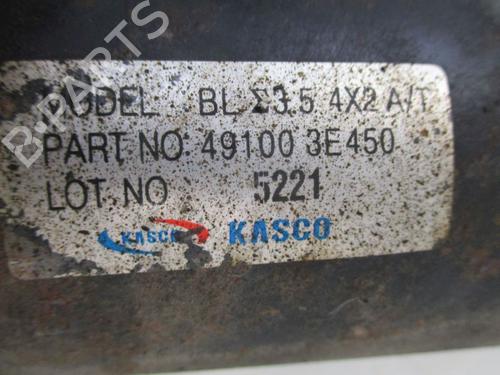 B-PARTS
MODEL BL Σ3.5 4X2 A/T
PART NO: 49100 3E450
LOT. NO 5221
KASCO KASCO